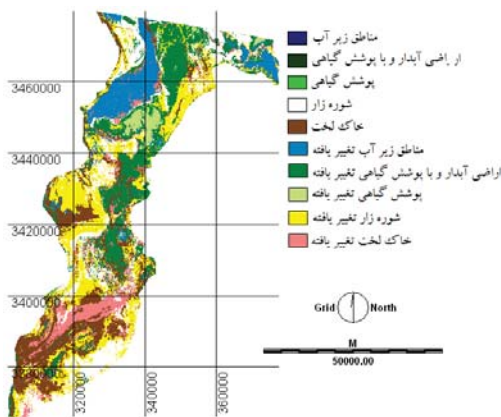 3460000
3440000
3420000
3400000
3380000
320000
340000
360000
مناطق زیر آب
اراضی آبدار و با پوشش گیاهی
پوشش گیاهی
شوره زار
خاک لخت
مناطق زیر آب تغییر یافته
اراضی آبدار و با پوشش گیاهی تغییر یافته
پوشش گیاهی تغییر یافته
شوره زار تغییر یافته
خاک لخت تغییر یافته
Grid North
M
50000.00